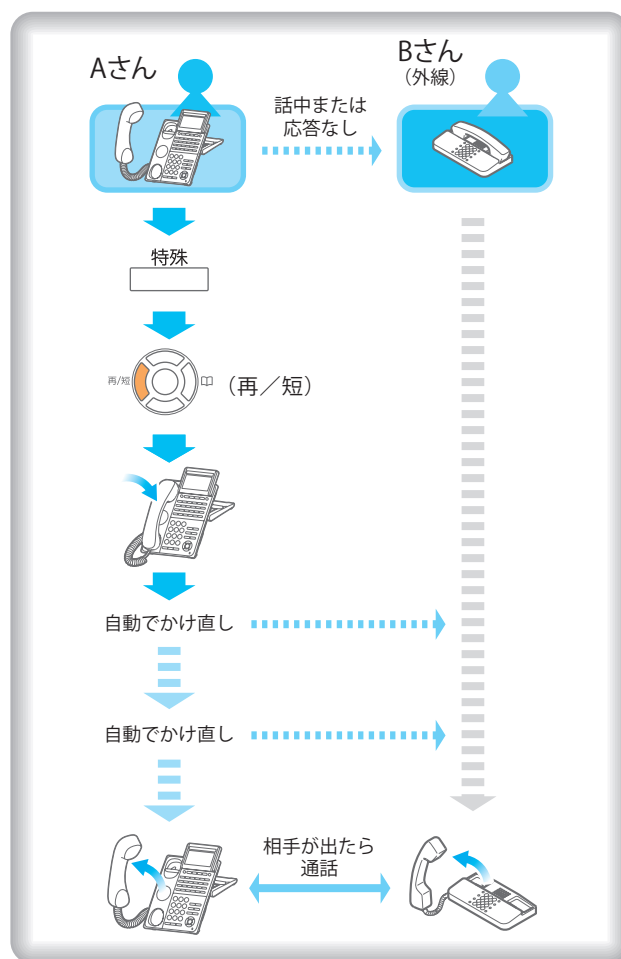 Aさん
Bさん
（外線）
話中または
応答なし
特殊
再/短
（再／短）
自動でかけ直し
自動でかけ直し
相手が出たら
通話